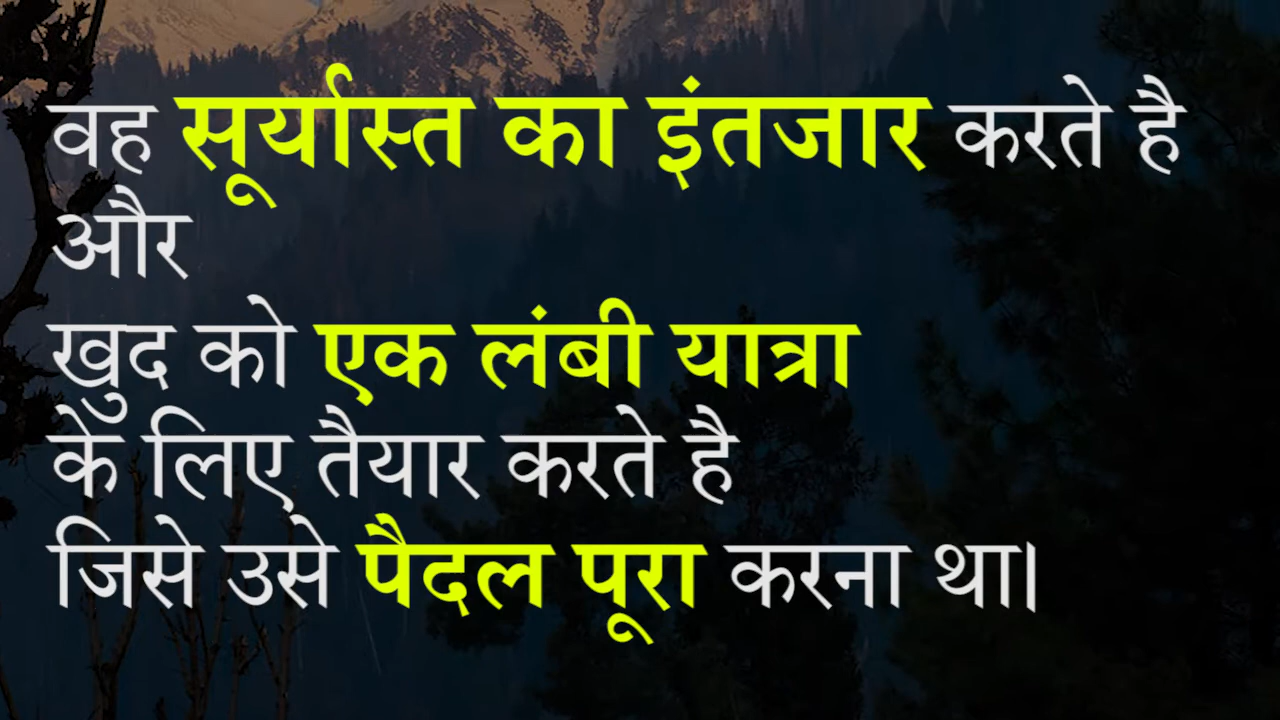 वह सूर्यास्त का इंतजार करते है
और
खुद को एक लंबी यात्रा
के लिए तैयार करते है
जिसे उसे पैदल पूरा करना था।